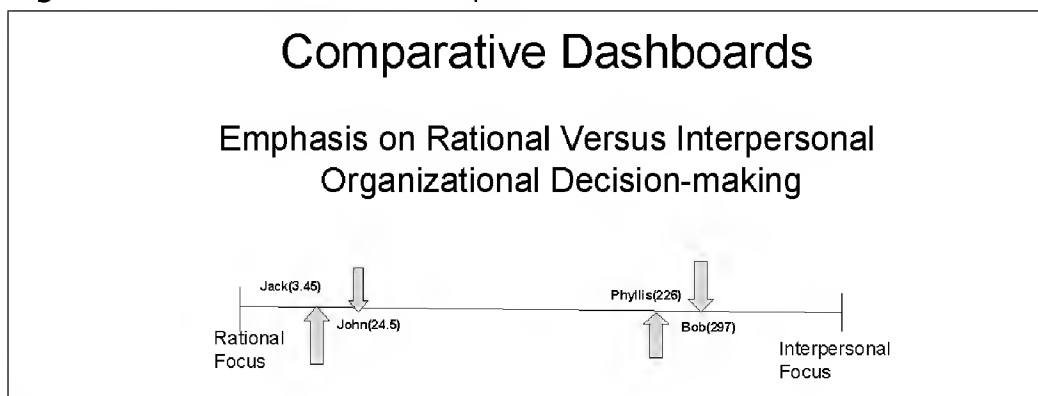 Comparative Dashboards
Emphasis on Rational Versus Interpersonal
Organizational Decision-making
Jack(3.45)
Phyllis(226)
John(24.5)
Bob(297)
Rational
Focus
Interpersonal
Focus